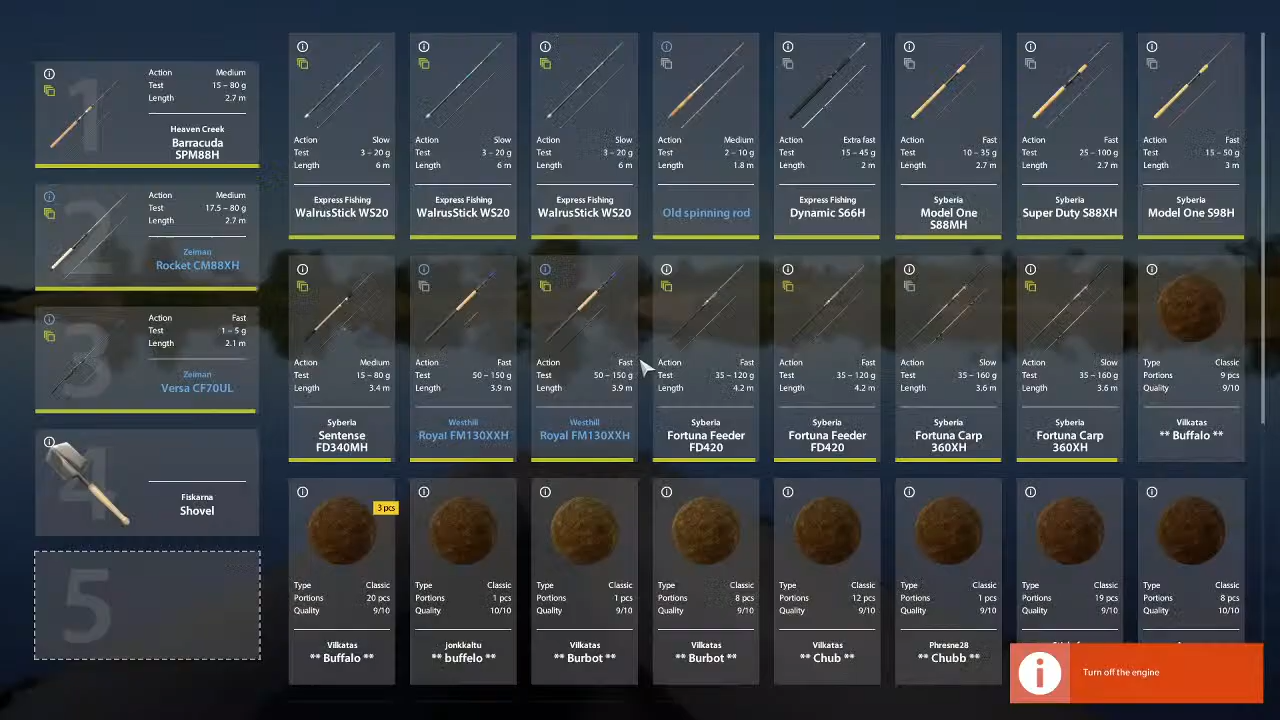 1
Action Medium
Test 15 – 80 g
Length 2.7 m
Heaven Creek
Barracuda
SPM88H
2
Action Medium
Test 17.5 – 80 g
Length 2.7 m
Zeiman
Rocket CM88XH
3
Action Fast
Test 1 – 5 g
Length 2.1 m
Zeiman
Versa CF70UL
4
Fiskarna
Shovel
5
Action Slow
Test 3 – 20 g
Length 6 m
Express Fishing
WalrusStick WS20
Action Slow
Test 3 – 20 g
Length 6 m
Express Fishing
WalrusStick WS20
Action Slow
Test 3 – 20 g
Length 6 m
Express Fishing
WalrusStick WS20
Action Medium
Test 2 – 10 g
Length 1.8 m
Old spinning rod
Action Extra fast
Test 15 – 45 g
Length 2 m
Express Fishing
Dynamic S66H
Action Fast
Test 10 – 35 g
Length 2.7 m
Syberia
Model One
S88MH
Action Fast
Test 25 – 100 g
Length 2.7 m
Syberia
Super Duty S88XH
Action Fast
Test 15 – 50 g
Length 3 m
Syberia
Model One S98H
Action Medium
Test 15 – 80 g
Length 3.4 m
Syberia
Sentense
FD340MH
Action Fast
Test 50 – 150 g
Length 3.9 m
Westhill
Royal FM130XXH
Action Fast
Test 50 – 150 g
Length 3.9 m
Westhill
Royal FM130XXH
Action Fast
Test 35 – 120 g
Length 4.2 m
Syberia
Fortuna Feeder
FD420
Action Fast
Test 35 – 120 g
Length 4.2 m
Syberia
Fortuna Feeder
FD420
Action Slow
Test 35 – 160 g
Length 3.6 m
Syberia
Fortuna Carp
360XH
Action Slow
Test 35 – 160 g
Length 3.6 m
Syberia
Fortuna Carp
360XH
Type Classic
Portions 9 pcs
Quality 9/10
Vilkatas
** Buffalo **
3 pcs
Type Classic
Portions 20 pcs
Quality 9/10
Vilkatas
** Buffalo **
Type Classic
Portions 1 pcs
Quality 10/10
Jonkkaltu
** buffelo **
Type Classic
Portions 1 pcs
Quality 9/10
Vilkatas
** Burbot **
Type Classic
Portions 8 pcs
Quality 9/10
Vilkatas
** Burbot **
Type Classic
Portions 12 pcs
Quality 9/10
Vilkatas
** Chub **
Type Classic
Portions 1 pcs
Quality 9/10
Phresne28
** Chubb **
Type Classic
Portions 19 pcs
Quality 9/10
Type Classic
Portions 8 pcs
Quality 10/10
Turn off the engine